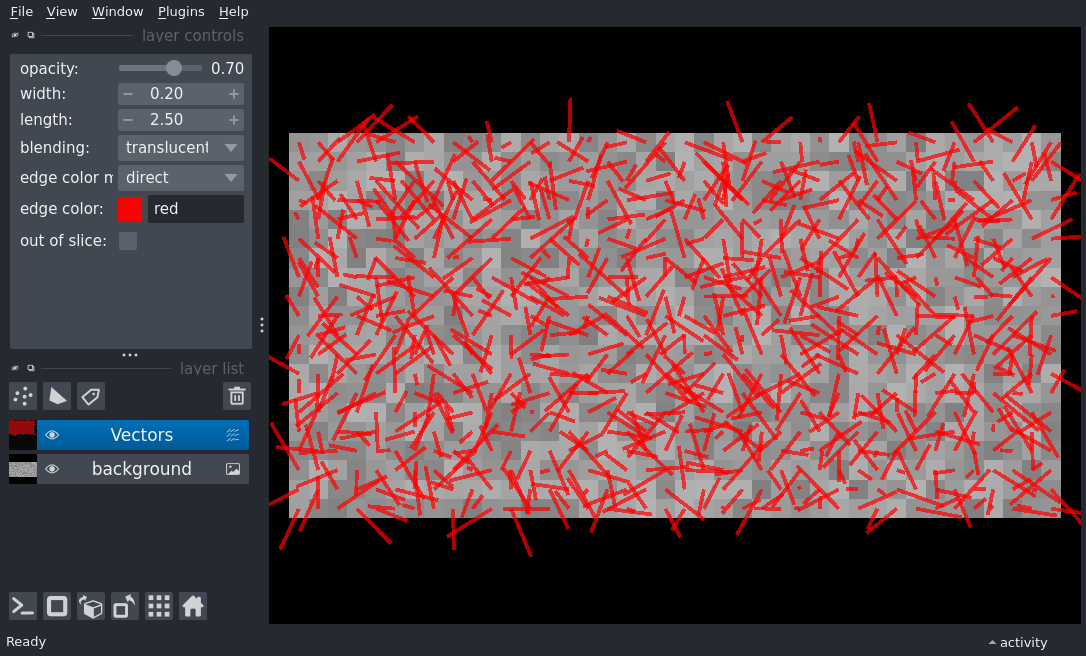 File View Window Plugins Help
layer controls
opacity: 0.70
width: − 0.20 +
length: − 2.50 +
blending: translucent
edge color m direct
edge color: red
out of slice:
layer list
Vectors
background
Ready
activity